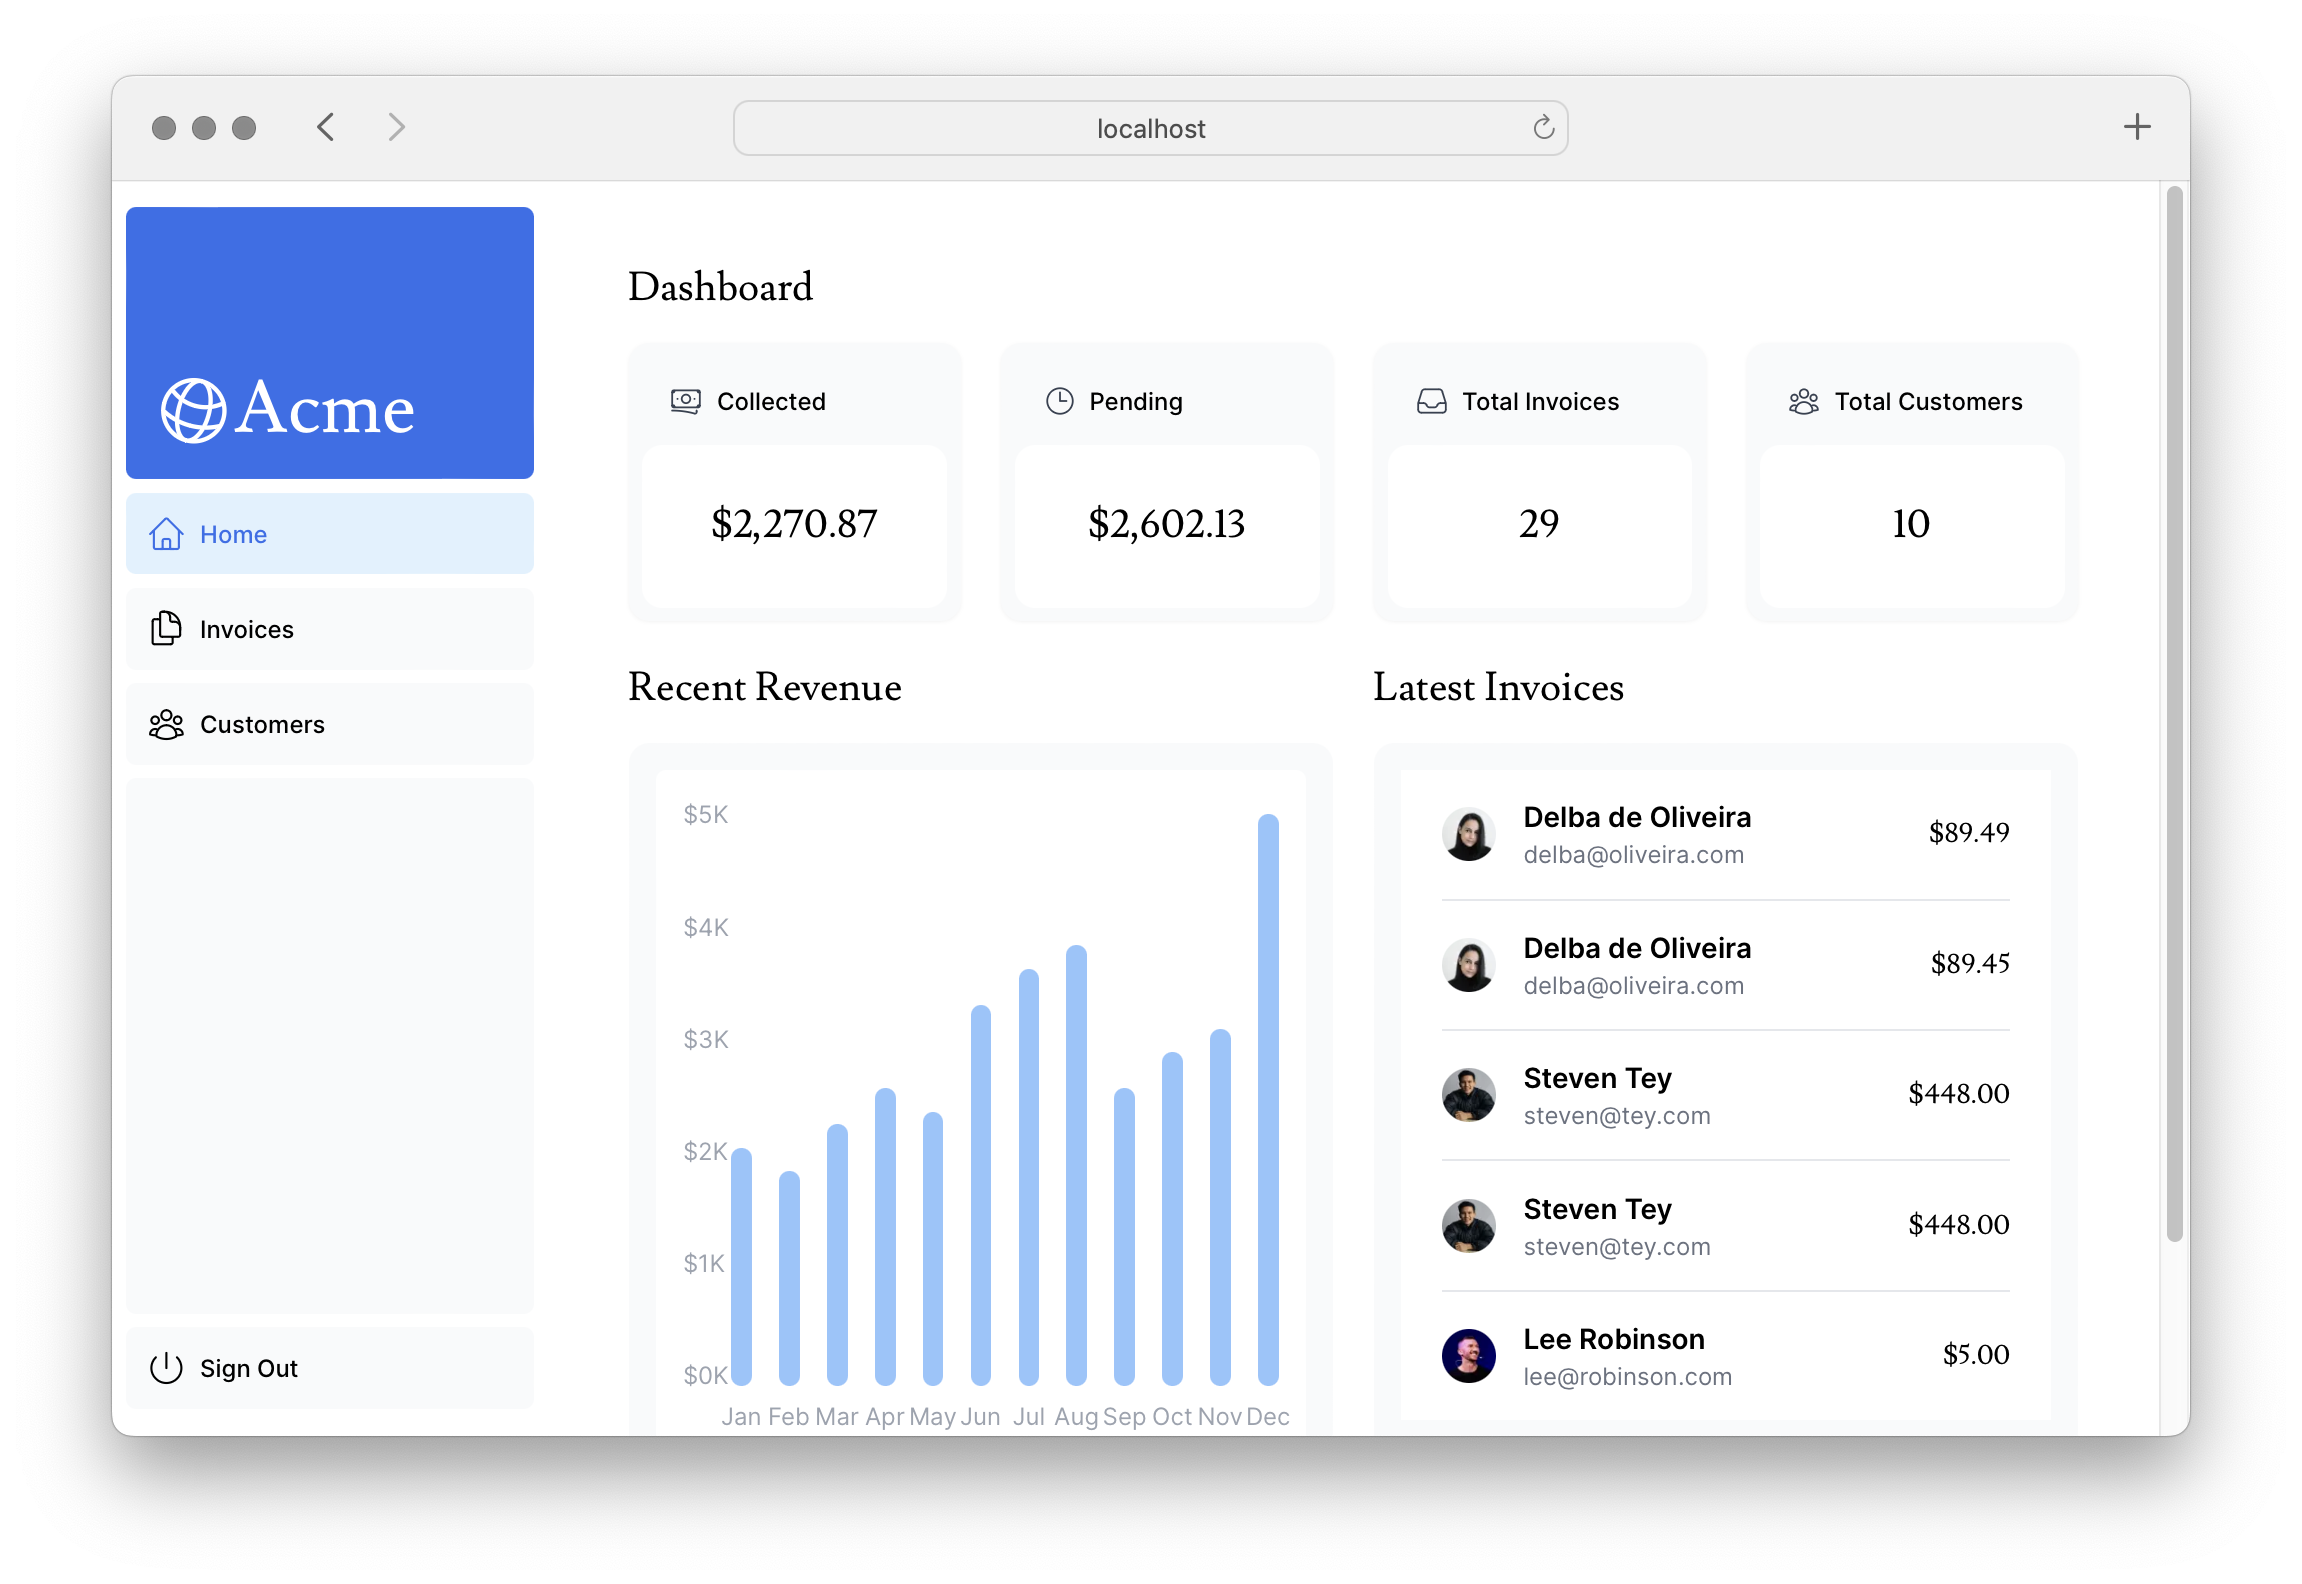 localhost
Acme
Home
Invoices
Customers
Sign Out
Dashboard
Collected
$2,270.87
Pending
$2,602.13
Total Invoices
29
Total Customers
10
Recent Revenue
$5K
$4K
$3K
$2K
$1K
$0K
Jan Feb Mar Apr May Jun Jul Aug Sep Oct Nov Dec
Latest Invoices
Delba de Oliveira
delba@oliveira.com
$89.49
Delba de Oliveira
delba@oliveira.com
$89.45
Steven Tey
steven@tey.com
$448.00
Steven Tey
steven@tey.com
$448.00
Lee Robinson
lee@robinson.com
$5.00